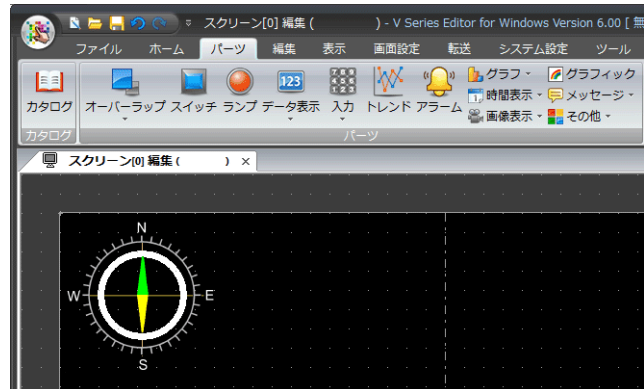 スクリーン[0] 編集 ( ) - V Series Editor for Windows Version 6.00 [ 無
ファイル ホーム パーツ 編集 表示 画面設定 転送 システム設定 ツール
カタログ オーバーラップ スイッチ ランプ データ表示 入力 トレンド アラーム
グラフ グラフィック
時間表示 メッセージ
画像表示 その他
123
カタログ パーツ
スクリーン[0] 編集 ( ) ×
N
W E
S